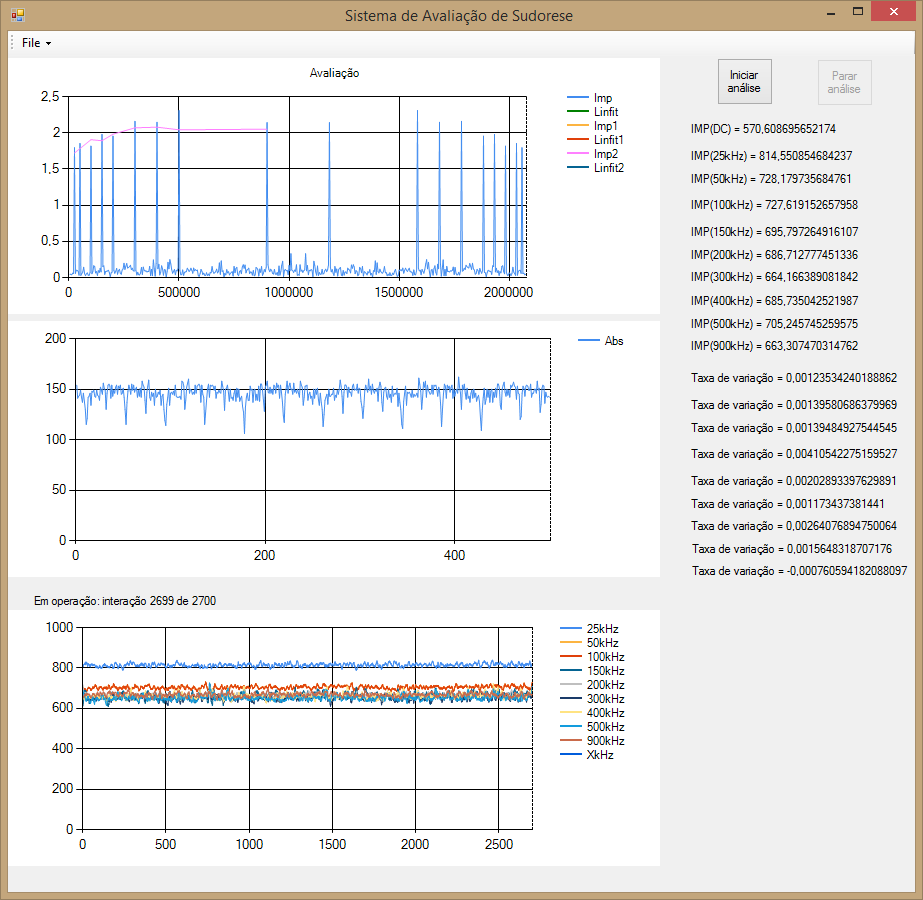 Sistema de Avaliação de Sudorese
File
Avaliação
2,5
2
1,5
1
0,5
0
0 500000 1000000 1500000 2000000
Imp
Linfit
Imp1
Linfit1
Imp2
Linfit2
Iniciar análise
Parar análise
IMP(DC) = 570,608695652174
IMP(25kHz) = 814,550854684237
IMP(50kHz) = 728,179735684761
IMP(100kHz) = 727,619152657958
IMP(150kHz) = 695,797264916107
IMP(200kHz) = 686,712777451336
IMP(300kHz) = 664,166389081842
IMP(400kHz) = 685,735042521987
IMP(500kHz) = 705,245745259575
IMP(900kHz) = 663,307470314762
Taxa de variação = 0,00123534240188862
Taxa de variação = 0,00139580686379969
Taxa de variação = 0,00139484927544545
Taxa de variação = 0,00410542275159527
Taxa de variação = 0,00202893397629891
Taxa de variação = 0,001173437381441
Taxa de variação = 0,00264076894750064
Taxa de variação = 0,0015648318707176
Taxa de variação = -0,000760594182088097
200
150
100
50
0
0 200 400
Abs
Em operação: interação 2699 de 2700
1000
800
600
400
200
0
0 500 1000 1500 2000 2500
25kHz
50kHz
100kHz
150kHz
200kHz
300kHz
400kHz
500kHz
900kHz
XkHz